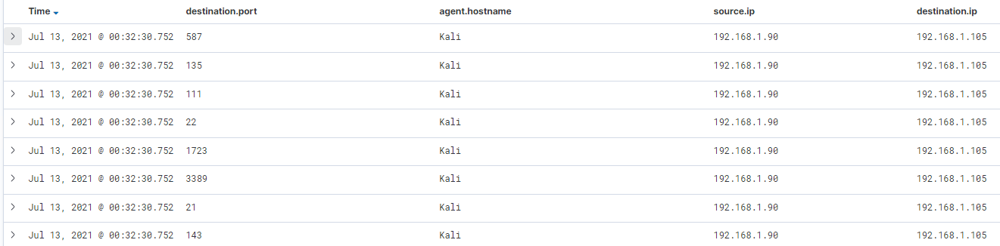 Time destination.port agent.hostname source.ip destination.ip
Jul 13, 2021 @ 00:32:30.752 587 Kali 192.168.1.90 192.168.1.105
Jul 13, 2021 @ 00:32:30.752 135 Kali 192.168.1.90 192.168.1.105
Jul 13, 2021 @ 00:32:30.752 111 Kali 192.168.1.90 192.168.1.105
Jul 13, 2021 @ 00:32:30.752 22 Kali 192.168.1.90 192.168.1.105
Jul 13, 2021 @ 00:32:30.752 1723 Kali 192.168.1.90 192.168.1.105
Jul 13, 2021 @ 00:32:30.752 3389 Kali 192.168.1.90 192.168.1.105
Jul 13, 2021 @ 00:32:30.752 21 Kali 192.168.1.90 192.168.1.105
Jul 13, 2021 @ 00:32:30.752 143 Kali 192.168.1.90 192.168.1.105